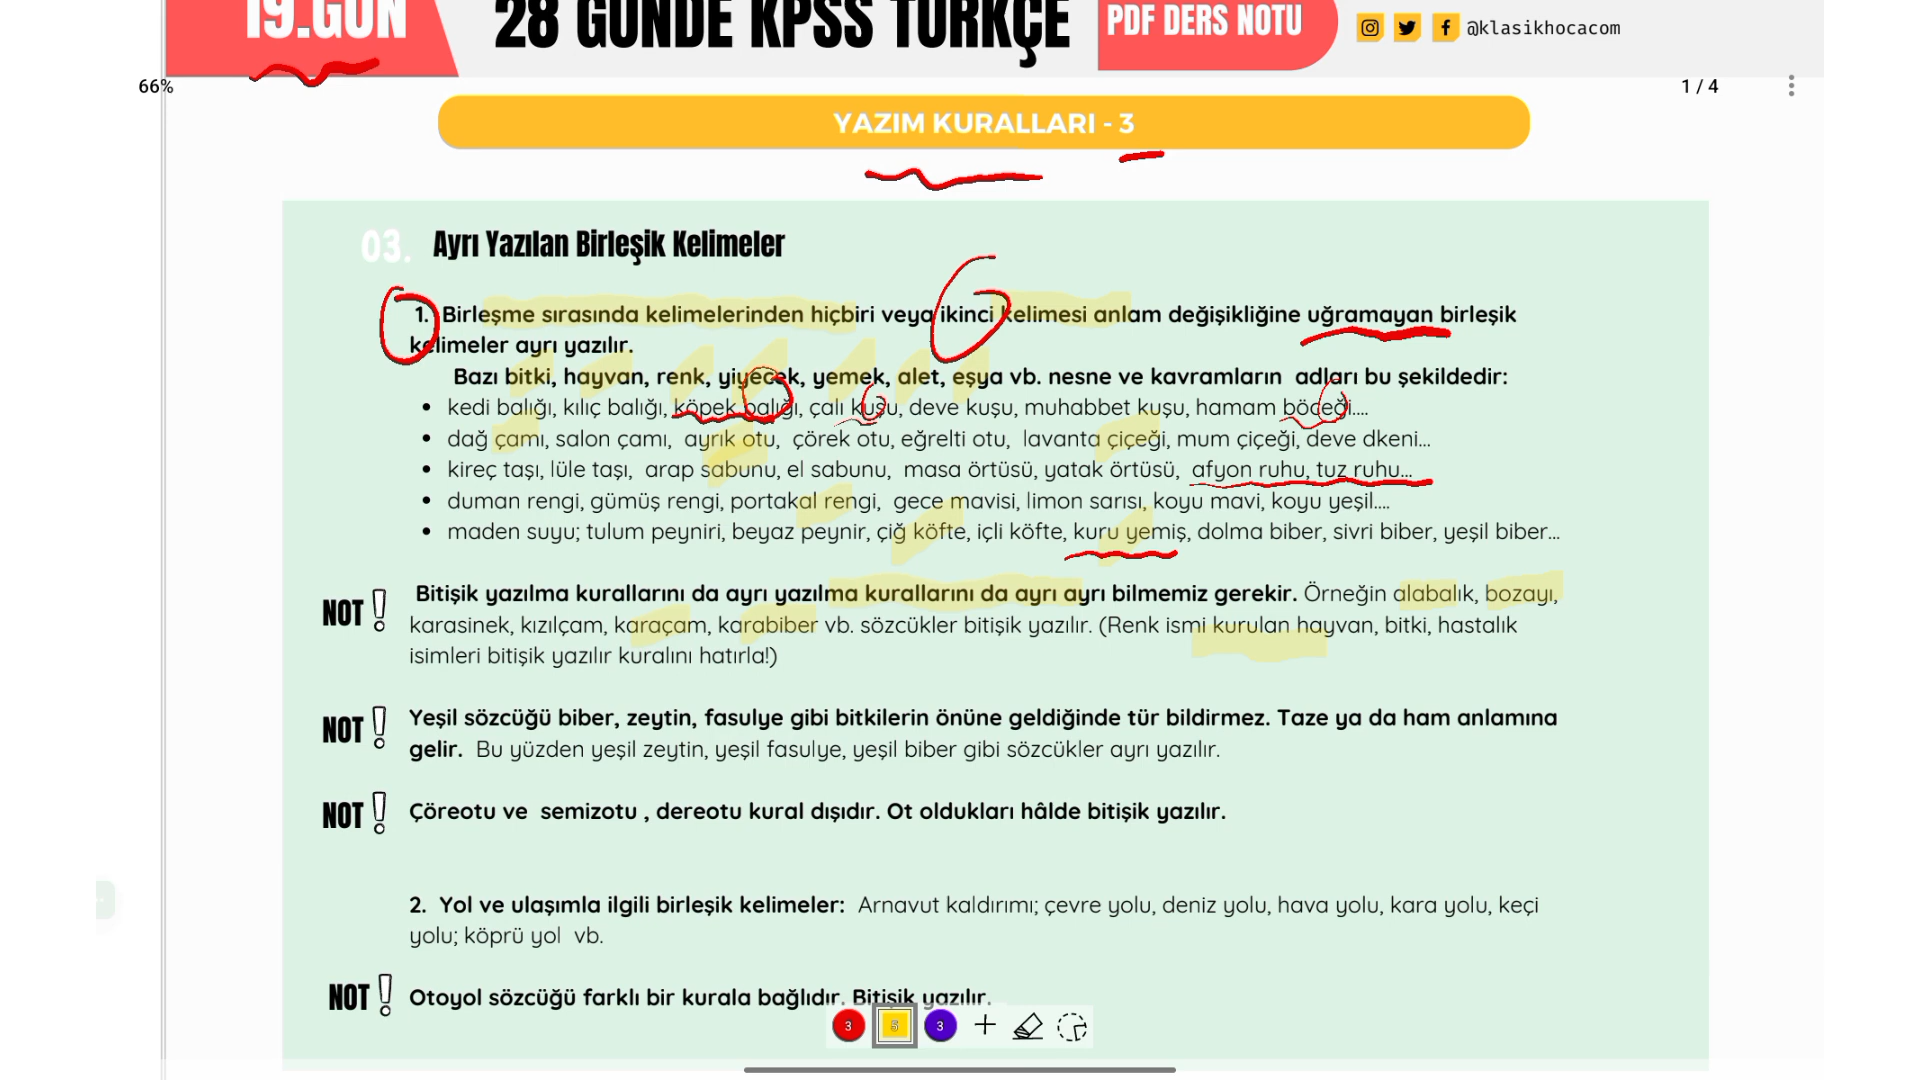 19.GÜN
28 GÜNDE KPSS TÜRKÇE
PDF DERS NOTU
@klasikhocacom
66%
1 / 4
YAZIM KURALLARI - 3
03. Ayrı Yazılan Birleşik Kelimeler
1. Birleşme sırasında kelimelerinden hiçbiri veya ikinci kelimesi anlam değişikliğine uğramayan birleşik
kelimeler ayrı yazılır.
Bazı bitki, hayvan, renk, yiyecek, yemek, alet, eşya vb. nesne ve kavramların adları bu şekildedir:
• kedi balığı, kılıç balığı, köpek balığı, çalı kuşu, deve kuşu, muhabbet kuşu, hamam böceği....
• dağ çamı, salon çamı, ayrık otu, çörek otu, eğrelti otu, lavanta çiçeği, mum çiçeği, deve dkeni...
• kireç taşı, lüle taşı, arap sabunu, el sabunu, masa örtüsü, yatak örtüsü, afyon ruhu, tuz ruhu...
• duman rengi, gümüş rengi, portakal rengi, gece mavisi, limon sarısı, koyu mavi, koyu yeşil....
• maden suyu; tulum peyniri, beyaz peynir, çiğ köfte, içli köfte, kuru yemiş, dolma biber, sivri biber, yeşil biber...
NOT! Bitişik yazılma kurallarını da ayrı yazılma kurallarını da ayrı ayrı bilmemiz gerekir. Örneğin alabalık, bozayı,
karasinek, kızılçam, karaçam, karabiber vb. sözcükler bitişik yazılır. (Renk ismi kurulan hayvan, bitki, hastalık
isimleri bitişik yazılır kuralını hatırla!)
NOT! Yeşil sözcüğü biber, zeytin, fasulye gibi bitkilerin önüne geldiğinde tür bildirmez. Taze ya da ham anlamına
gelir. Bu yüzden yeşil zeytin, yeşil fasulye, yeşil biber gibi sözcükler ayrı yazılır.
NOT! Çöreotu ve semizotu , dereotu kural dışıdır. Ot oldukları hâlde bitişik yazılır.
2. Yol ve ulaşımla ilgili birleşik kelimeler: Arnavut kaldırımı; çevre yolu, deniz yolu, hava yolu, kara yolu, keçi
yolu; köprü yol vb.
NOT! Otoyol sözcüğü farklı bir kurala bağlıdır. Bitişik yazılır.
3
5
3